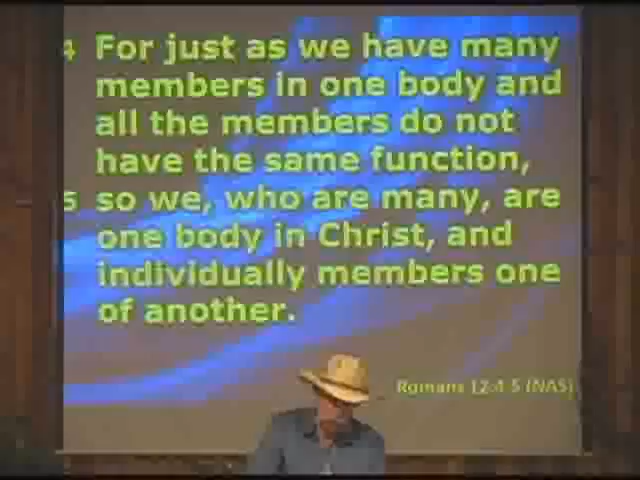 4 For just as we have many
members in one body and
all the members do not
have the same function,
5 so we, who are many, are
one body in Christ, and
individually members one
of another.
Romans 12:4-5 (NAS)